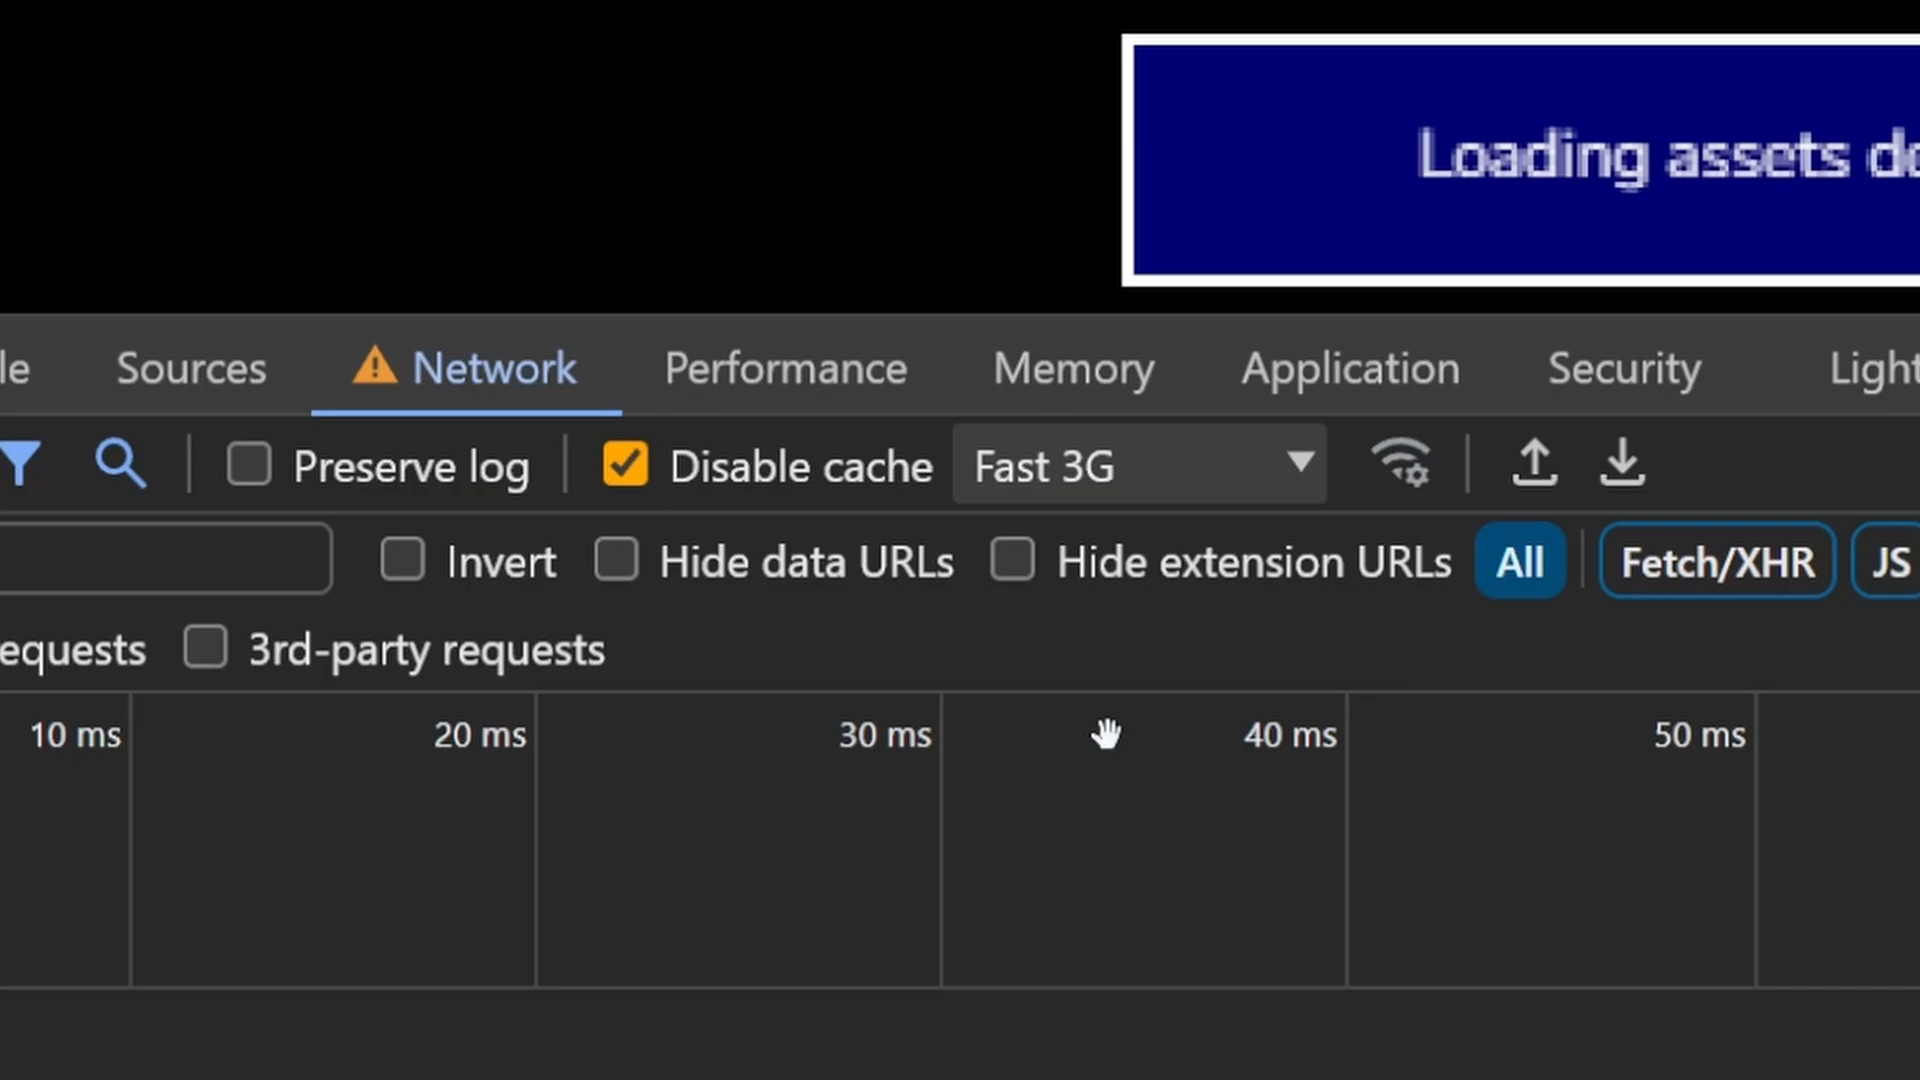 Loading assets
Sources Network Performance Memory Application Security
Preserve log Disable cache Fast 3G
Invert Hide data URLs Hide extension URLs All Fetch/XHR JS
3rd-party requests
10 ms 20 ms 30 ms 40 ms 50 ms